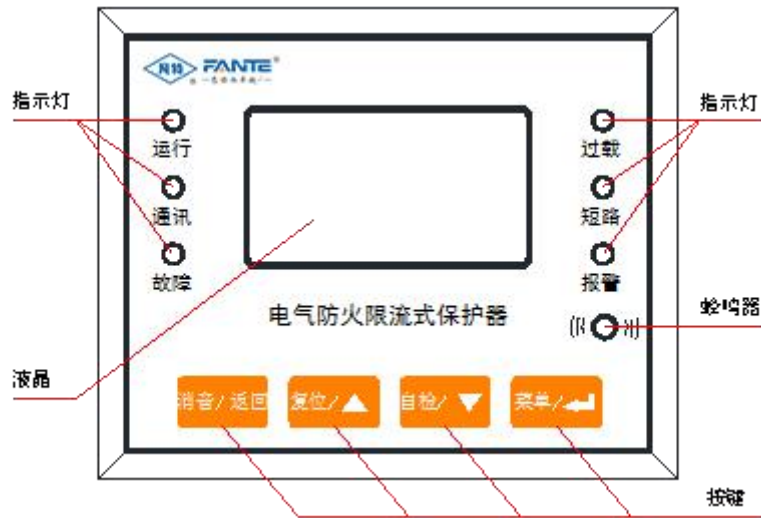 FANTE®
指示灯
指示灯
运行
过载
通讯
短路
故障
报警
电气防火限流式保护器
蜂鸣器
液晶
消音/返回
复位/▲
自检/▼
菜单/↵
按键